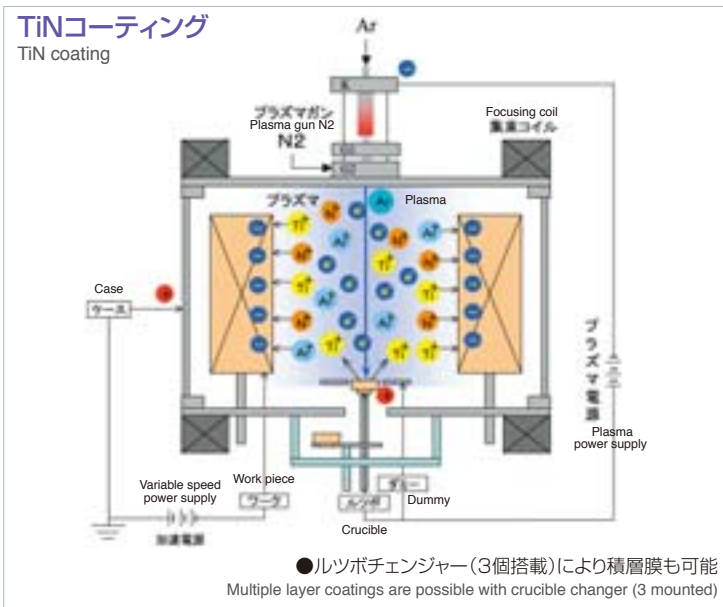 TiNコーティング
TiN coating
Ar
プラズマガン
Plasma gun N2
N2
Focusing coil
集束コイル
プラズマ
Plasma
Case
ケース
プラズマ電源
Plasma
power supply
Variable speed
power supply
加速電源
Work piece
ワーク
ルツボ
Crucible
ダミー
Dummy
●ルツボチェンジャー(3個搭載)により積層膜も可能
Multiple layer coatings are possible with crucible changer (3 mounted)